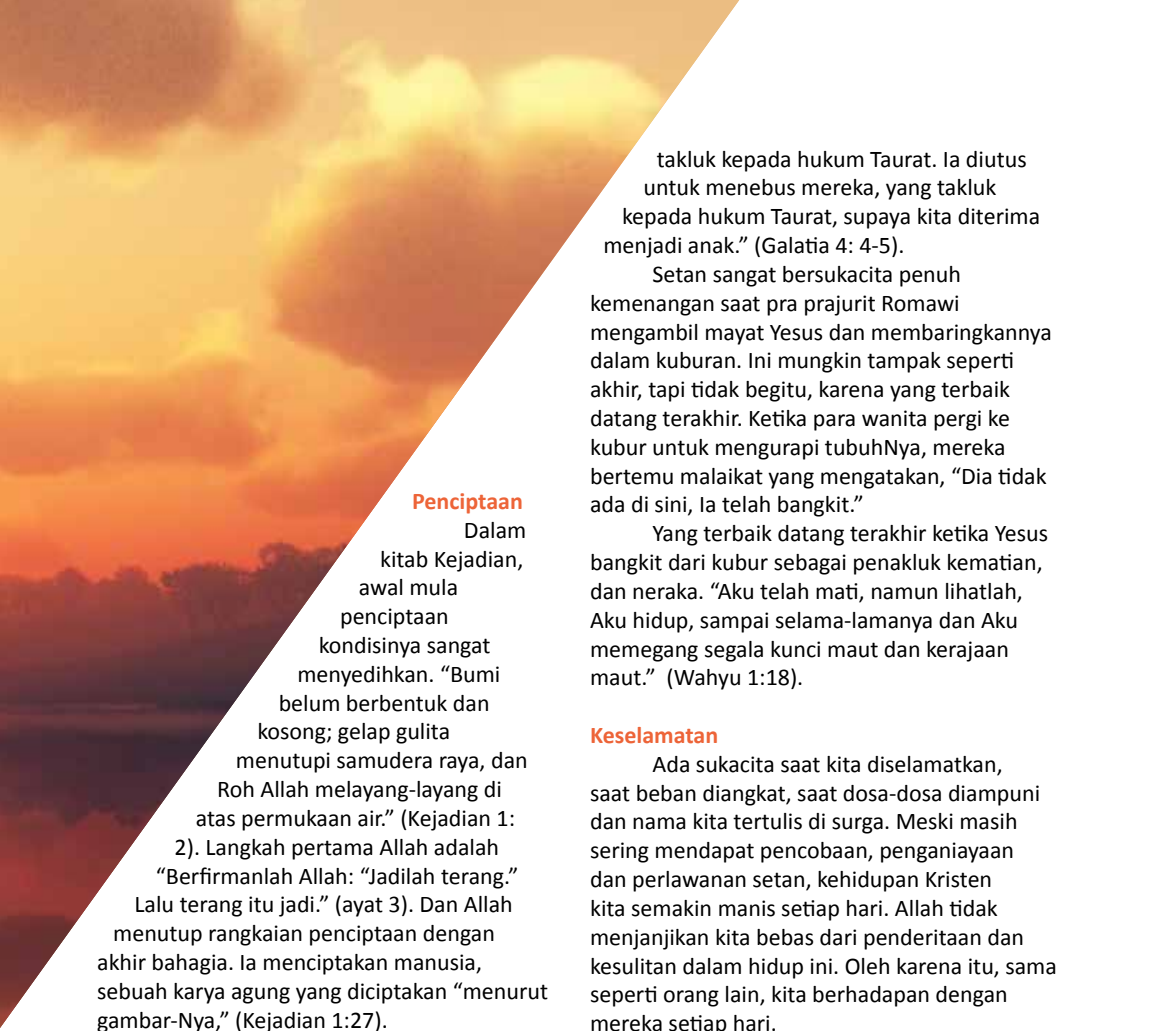 Penciptaan
Dalam
kitab Kejadian,
awal mula
penciptaan
kondisinya sangat
menyedihkan. “Bumi
belum berbentuk dan
kosong; gelap gulita
menutupi samudera raya, dan
Roh Allah melayang-layang di
atas permukaan air.” (Kejadian 1:
2). Langkah pertama Allah adalah
“Berfirmanlah Allah: “Jadilah terang.”
Lalu terang itu jadi.” (ayat 3). Dan Allah
menutup rangkaian penciptaan dengan
akhir bahagia. Ia menciptakan manusia,
sebuah karya agung yang diciptakan “menurut
gambar-Nya,” (Kejadian 1:27).
takluk kepada hukum Taurat. Ia diutus
untuk menebus mereka, yang takluk
kepada hukum Taurat, supaya kita diterima
menjadi anak.” (Galatia 4: 4-5).
Setan sangat bersukacita penuh
kemenangan saat pra prajurit Romawi
mengambil mayat Yesus dan membaringkannya
dalam kuburan. Ini mungkin tampak seperti
akhir, tapi tidak begitu, karena yang terbaik
datang terakhir. Ketika para wanita pergi ke
kubur untuk mengurapi tubuhNya, mereka
bertemu malaikat yang mengatakan, “Dia tidak
ada di sini, Ia telah bangkit.”
Yang terbaik datang terakhir ketika Yesus
bangkit dari kubur sebagai penakluk kematian,
dan neraka. “Aku telah mati, namun lihatlah,
Aku hidup, sampai selama-lamanya dan Aku
memegang segala kunci maut dan kerajaan
maut.”  (Wahyu 1:18).
Keselamatan
Ada sukacita saat kita diselamatkan,
saat beban diangkat, saat dosa-dosa diampuni
dan nama kita tertulis di surga. Meski masih
sering mendapat pencobaan, penganiayaan
dan perlawanan setan, kehidupan Kristen
kita semakin manis setiap hari. Allah tidak
menjanjikan kita bebas dari penderitaan dan
kesulitan dalam hidup ini. Oleh karena itu, sama
seperti orang lain, kita berhadapan dengan
mereka setiap hari.